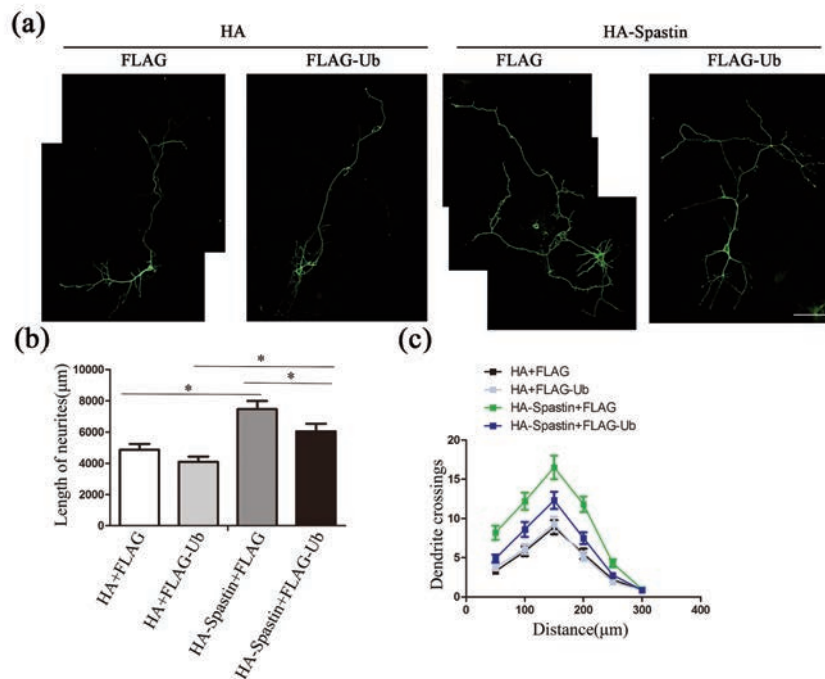 (a)
HA
HA-Spastin
FLAG
FLAG-Ub
FLAG
FLAG-Ub
(b)
Length of neurites(μm)
10000
8000
6000
4000
2000
0
*
*
*
HA+FLAG
HA+FLAG-Ub
HA-Spastin+FLAG
HA-Spastin+FLAG-Ub
(c)
HA+FLAG
HA+FLAG-Ub
HA-Spastin+FLAG
HA-Spastin+FLAG-Ub
Dendrite crossings
20
15
10
5
0
0
100
200
300
400
Distance(μm)